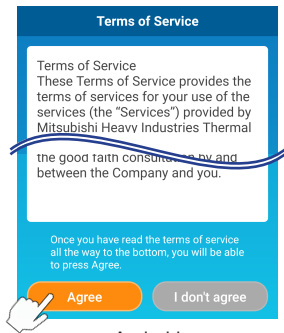 Terms of Service
Terms of Service
These Terms of Service provides the
terms of services for your use of the
services (the “Services”) provided by
Mitsubishi Heavy Industries Thermal
the good faith consultation by and
between the Company and you.
Once you have read the terms of service
all the way to the bottom, you will be able
to press Agree.
Agree
I don't agree